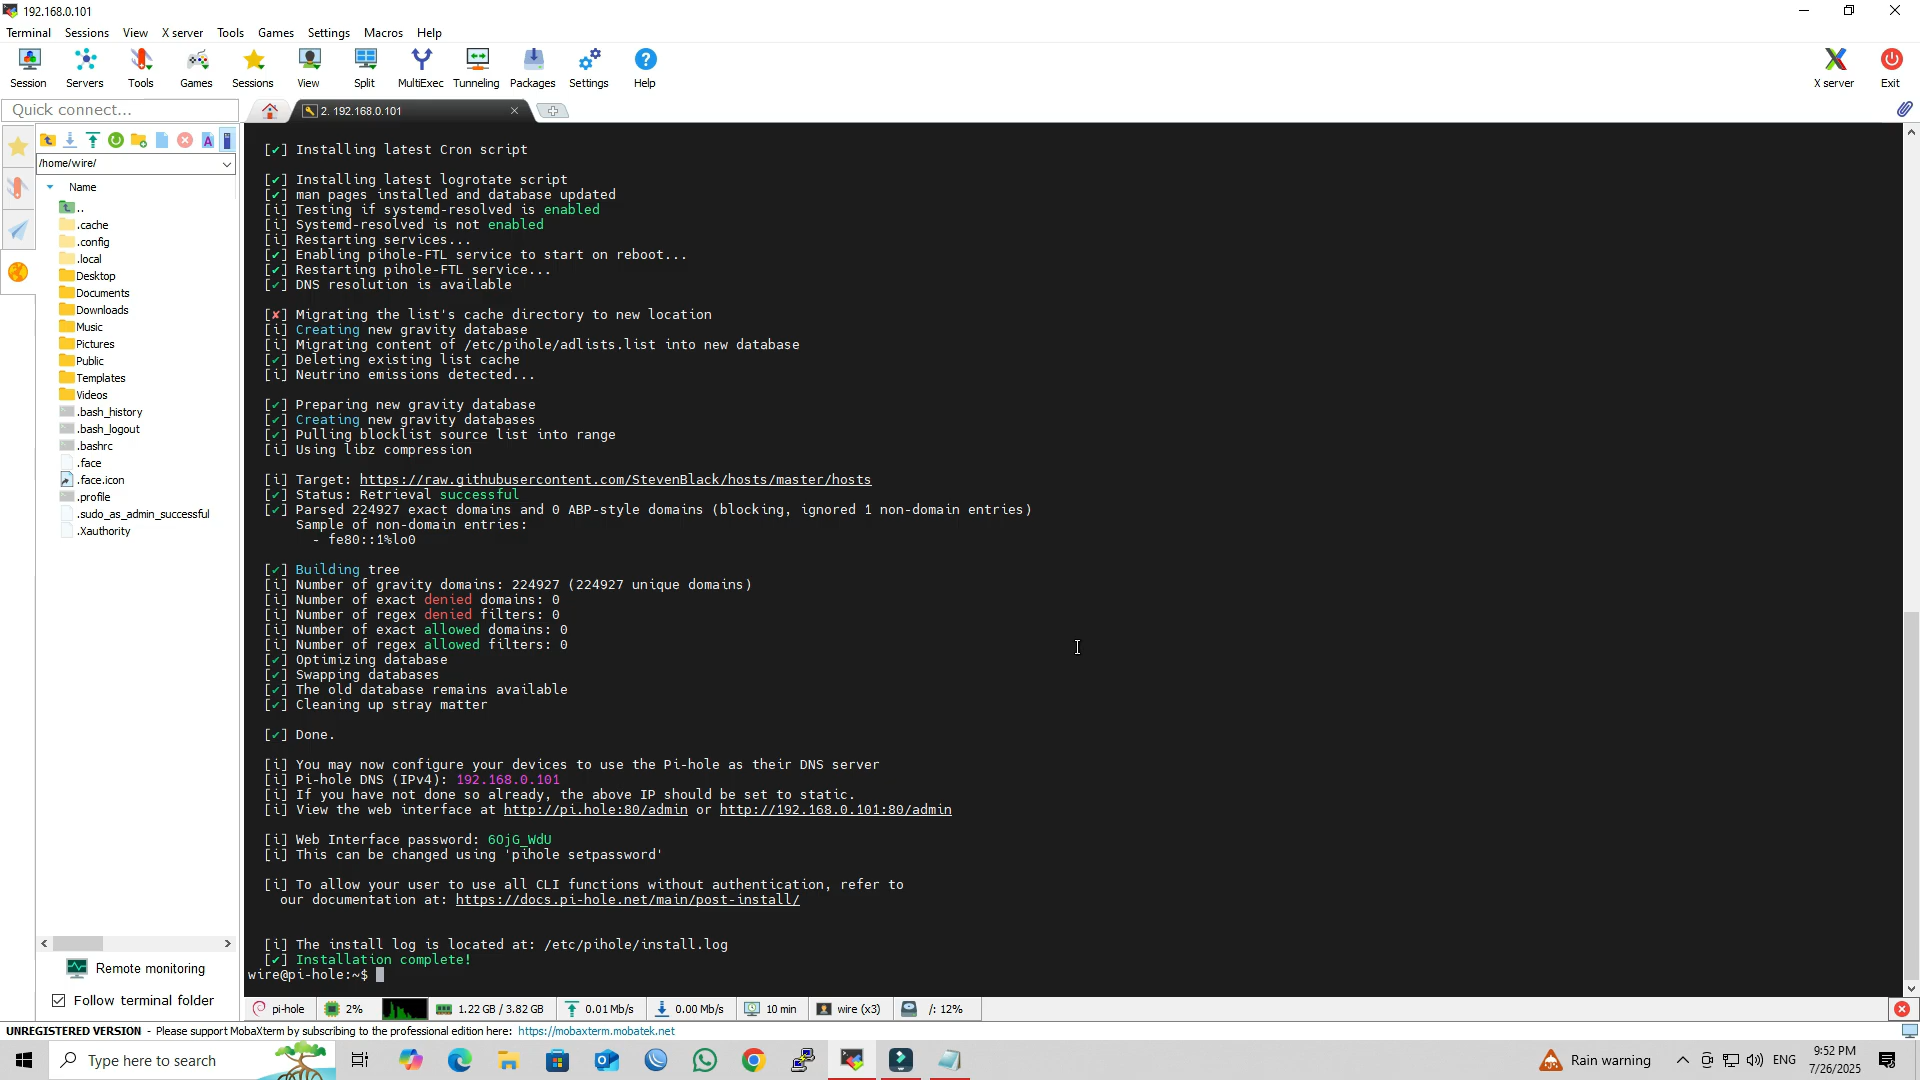 192.168.0.101
Terminal Sessions View X server Tools Games Settings Macros Help
Session Servers Tools Games Sessions View Split MultiExec Tunneling Packages Settings Help X server Exit
Quick connect...
2. 192.168.0.101
/home/wire/
Name
..
.cache
.config
.local
Desktop
Documents
Downloads
Music
Pictures
Public
Templates
Videos
.bash_history
.bash_logout
.bashrc
.face
.face.icon
.profile
.sudo_as_admin_successful
.Xauthority
Remote monitoring
Follow terminal folder
[✓] Installing latest Cron script
[✓] Installing latest logrotate script
[✓] man pages installed and database updated
[i] Testing if systemd-resolved is enabled
[i] Systemd-resolved is not enabled
[i] Restarting services...
[✓] Enabling pihole-FTL service to start on reboot...
[✓] Restarting pihole-FTL service...
[✓] DNS resolution is available
[✗] Migrating the list's cache directory to new location
[i] Creating new gravity database
[i] Migrating content of /etc/pihole/adlists.list into new database
[✓] Deleting existing list cache
[i] Neutrino emissions detected...
[✓] Preparing new gravity database
[✓] Creating new gravity databases
[✓] Pulling blocklist source list into range
[i] Using libz compression
[i] Target: https://raw.githubusercontent.com/StevenBlack/hosts/master/hosts
[✓] Status: Retrieval successful
[✓] Parsed 224927 exact domains and 0 ABP-style domains (blocking, ignored 1 non-domain entries)
Sample of non-domain entries:
- fe80::1%lo0
[✓] Building tree
[i] Number of gravity domains: 224927 (224927 unique domains)
[i] Number of exact denied domains: 0
[i] Number of regex denied filters: 0
[i] Number of exact allowed domains: 0
[i] Number of regex allowed filters: 0
[✓] Optimizing database
[✓] Swapping databases
[✓] The old database remains available
[✓] Cleaning up stray matter
[✓] Done.
[i] You may now configure your devices to use the Pi-hole as their DNS server
[i] Pi-hole DNS (IPv4): 192.168.0.101
[i] If you have not done so already, the above IP should be set to static.
[i] View the web interface at http://pi.hole:80/admin or http://192.168.0.101:80/admin
[i] Web Interface password: 6OjG_WdU
[i] This can be changed using 'pihole setpassword'
[i] To allow your user to use all CLI functions without authentication, refer to
our documentation at: https://docs.pi-hole.net/main/post-install/
[i] The install log is located at: /etc/pihole/install.log
[✓] Installation complete!
wire@pi-hole:~$
pi-hole 2% 1.22 GB / 3.82 GB 0.01 Mb/s 0.00 Mb/s 10 min wire (x3) /: 12%
UNREGISTERED VERSION - Please support MobaXterm by subscribing to the professional edition here: https://mobaxterm.mobatek.net
Type here to search
Rain warning
ENG
9:52 PM
7/26/2025